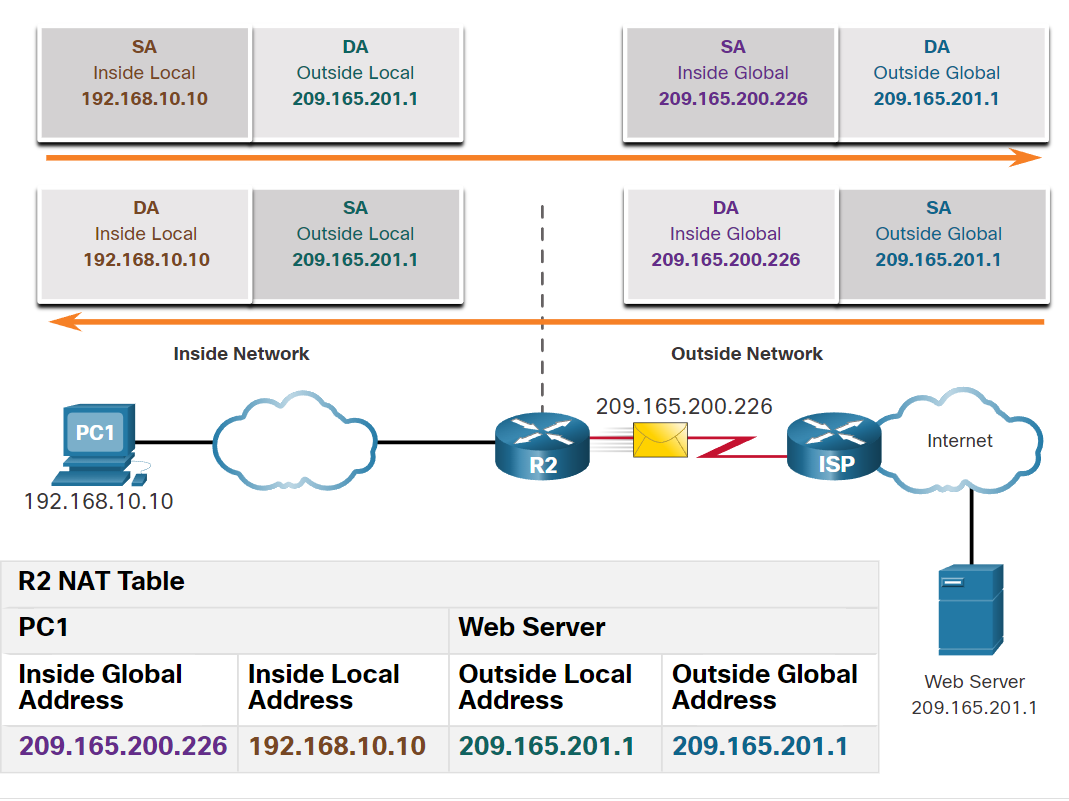 SA
Inside Local
192.168.10.10
DA
Outside Local
209.165.201.1
SA
Inside Global
209.165.200.226
DA
Outside Global
209.165.201.1
DA
Inside Local
192.168.10.10
SA
Outside Local
209.165.201.1
DA
Inside Global
209.165.200.226
SA
Outside Global
209.165.201.1
Inside Network
Outside Network
PC1
192.168.10.10
R2
209.165.200.226
ISP
Internet
Web Server
209.165.201.1
R2 NAT Table
PC1
Web Server
Inside Global
Address
Inside Local
Address
Outside Local
Address
Outside Global
Address
209.165.200.226
192.168.10.10
209.165.201.1
209.165.201.1